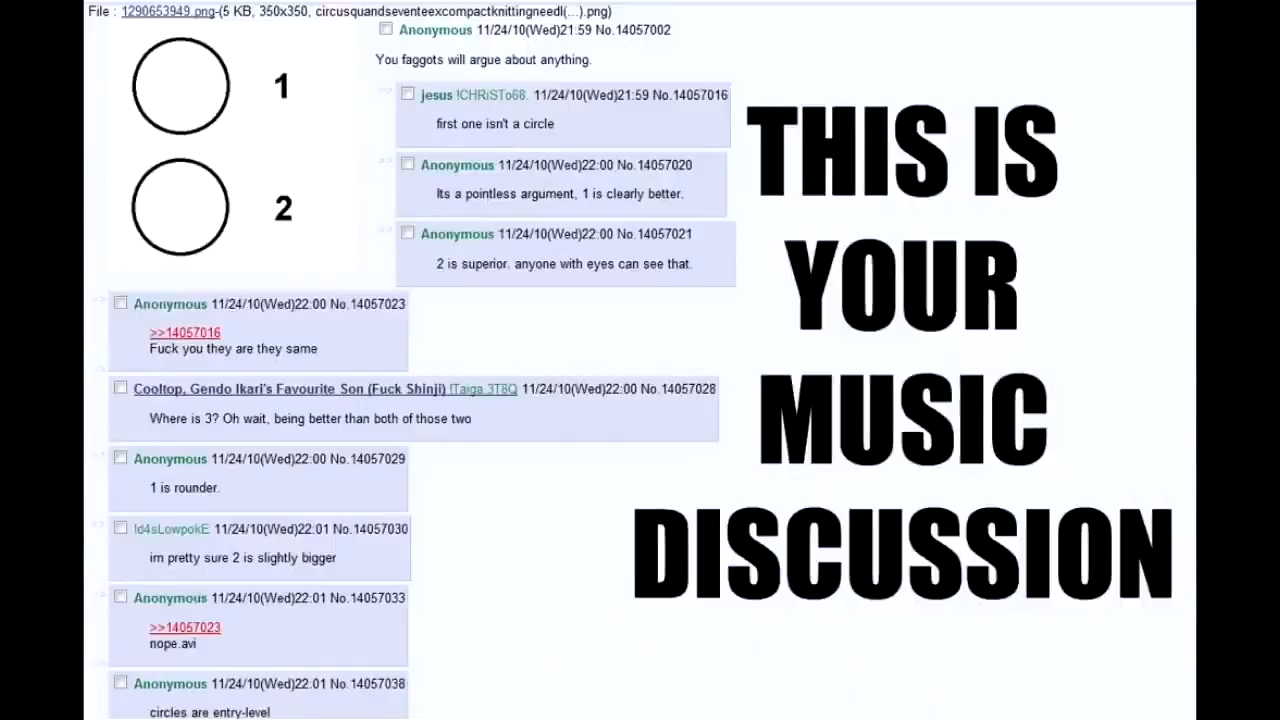 File : 1290653949.png-(5 KB, 350x350, circusquandseventeexcompactknittingneedl(...).png)
1
2
Anonymous 11/24/10(Wed)21:59 No.14057002
You faggots will argue about anything.
>> jesus !CHRiSTo68. 11/24/10(Wed)21:59 No.14057016
first one isn't a circle
>> Anonymous 11/24/10(Wed)22:00 No.14057020
Its a pointless argument, 1 is clearly better.
>> Anonymous 11/24/10(Wed)22:00 No.14057021
2 is superior. anyone with eyes can see that.
>> Anonymous 11/24/10(Wed)22:00 No.14057023
>>14057016
Fuck you they are they same
Cooltop, Gendo Ikari's Favourite Son (Fuck Shinji) !Taiga.3T8Q 11/24/10(Wed)22:00 No.14057028
Where is 3? Oh wait, being better than both of those two
Anonymous 11/24/10(Wed)22:00 No.14057029
1 is rounder.
>> !d4sLowpokE 11/24/10(Wed)22:01 No.14057030
im pretty sure 2 is slightly bigger
Anonymous 11/24/10(Wed)22:01 No.14057033
>>14057023
nope.avi
Anonymous 11/24/10(Wed)22:01 No.14057038
circles are entry-level
THIS IS
YOUR
MUSIC
DISCUSSION